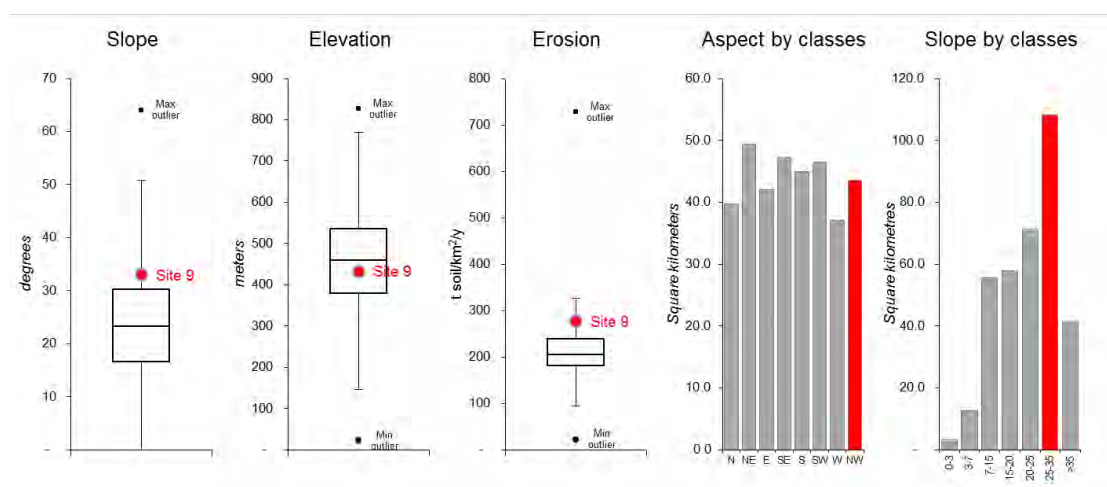 Slope
Elevation
Erosion
Aspect by classes
Slope by classes
degrees
70
60
50
40
30
20
10
-
Max
outlier
Site 9
meters
900
800
700
600
500
400
300
200
100
-
Max
outlier
Site 9
Min
outlier
t soil/km²/y
800
700
600
500
400
300
200
100
-
Max
outlier
Site 9
Min
outlier
Square kilometers
60.0
50.0
40.0
30.0
20.0
10.0
0.0
N NE E SE S SW W NW
Square kilometres
120.0
100.0
80.0
60.0
40.0
20.0
-
0-3
3-7
7-15
15-20
20-25
25-35
≥35